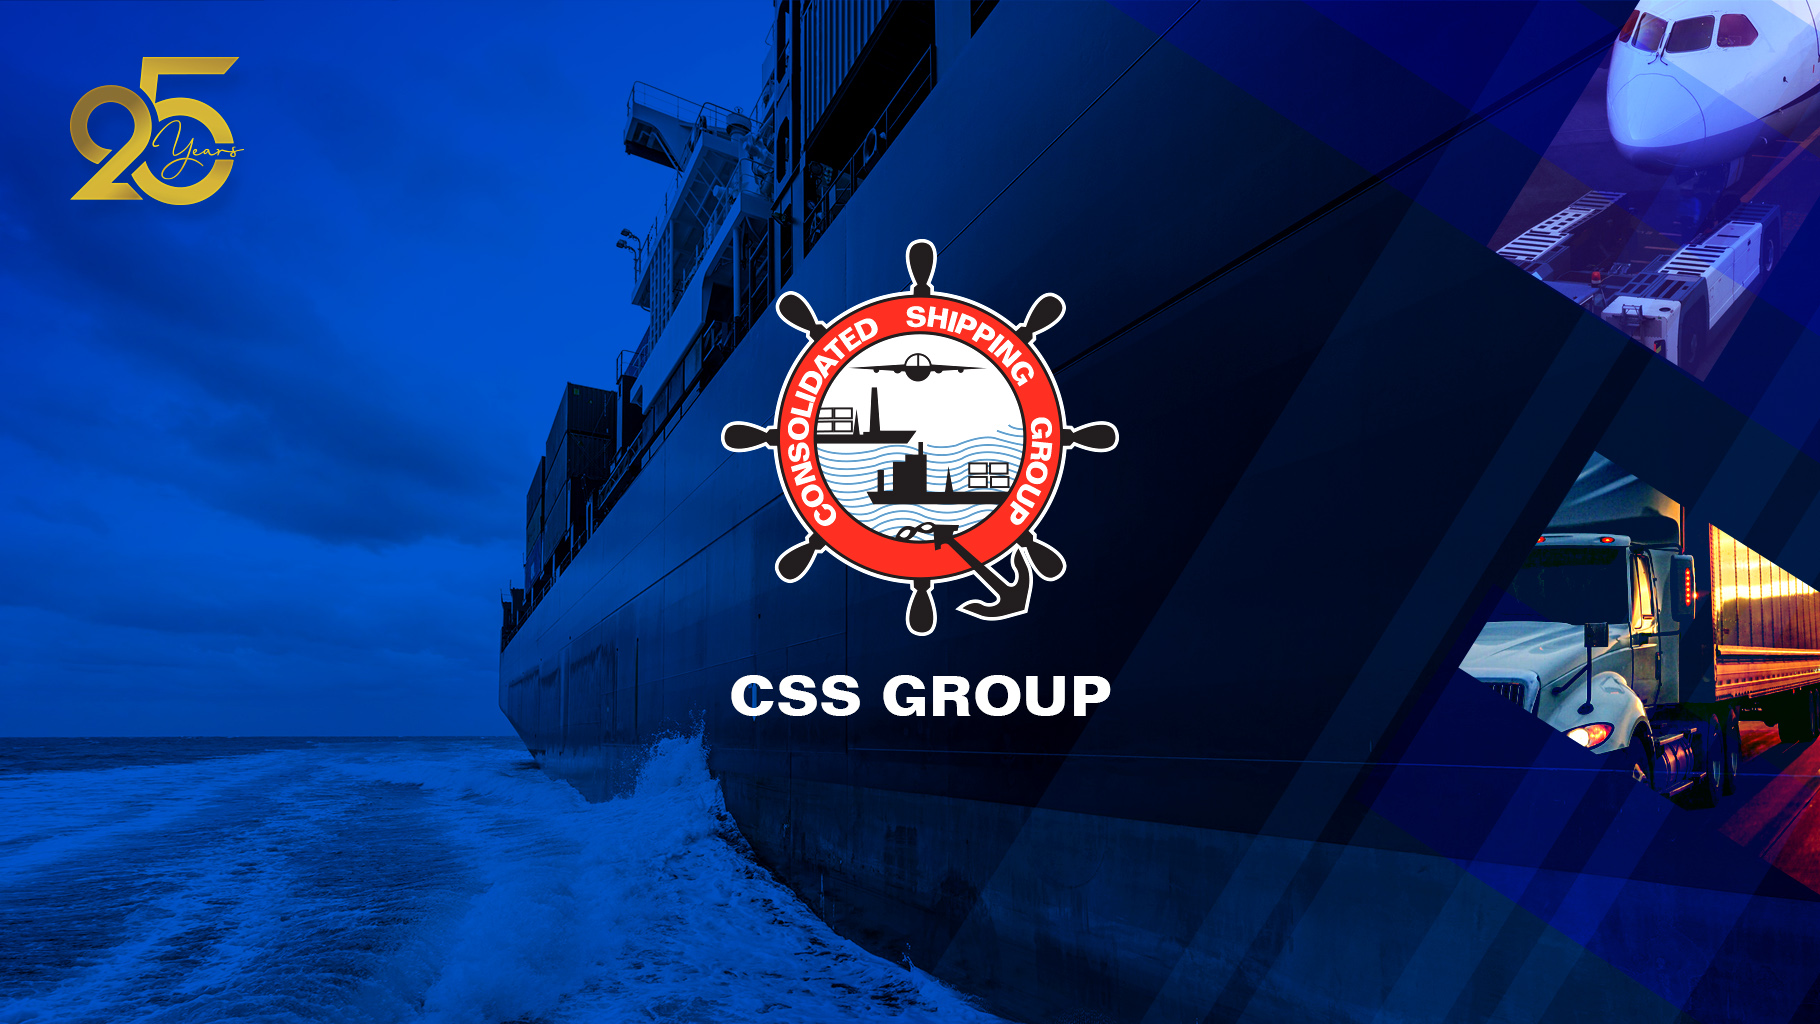 25
Years
CONSOLIDATED SHIPPING GROUP
CSS GROUP